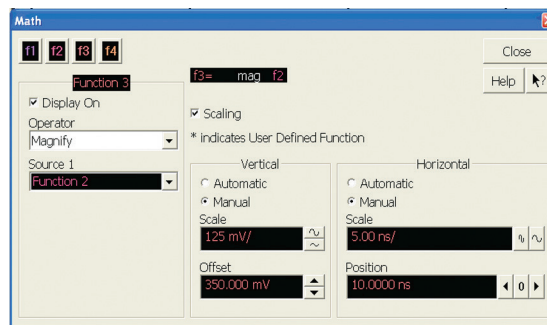 Math
f1 f2 f3 f4
Close
Function 3
f3= mag f2
Help ?
Display On
Scaling
Operator
Magnify
* indicates User Defined Function
Source 1
Function 2
Vertical
Automatic
Manual
Scale
125 mV/
Offset
350.000 mV
Horizontal
Automatic
Manual
Scale
5.00 ns/
Position
10.0000 ns
0